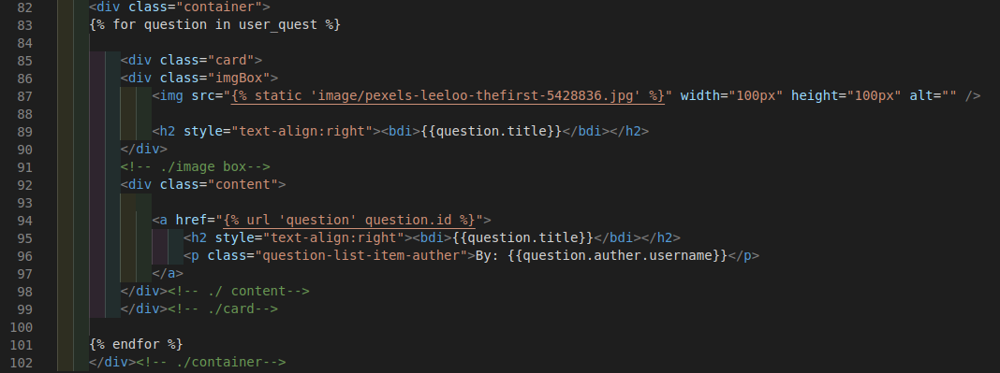 82 <div class="container">
83 {% for question in user_quest %}
84
85 <div class="card">
86 <div class="imgBox">
87 <img src="{% static 'image/pexels-leeloo-thefirst-5428836.jpg' %}" width="100px" height="100px" alt="" />
88
89 <h2 style="text-align:right"><bdi>{{question.title}}</bdi></h2>
90 </div>
91 <!-- ./image box-->
92 <div class="content">
93
94 <a href="{% url 'question' question.id %}">
95 <h2 style="text-align:right"><bdi>{{question.title}}</bdi></h2>
96 <p class="question-list-item-auther">By: {{question.auther.username}}</p>
97 </a>
98 </div><!-- ./ content-->
99 </div><!-- ./card-->
100
101 {% endfor %}
102 </div><!-- ./container-->